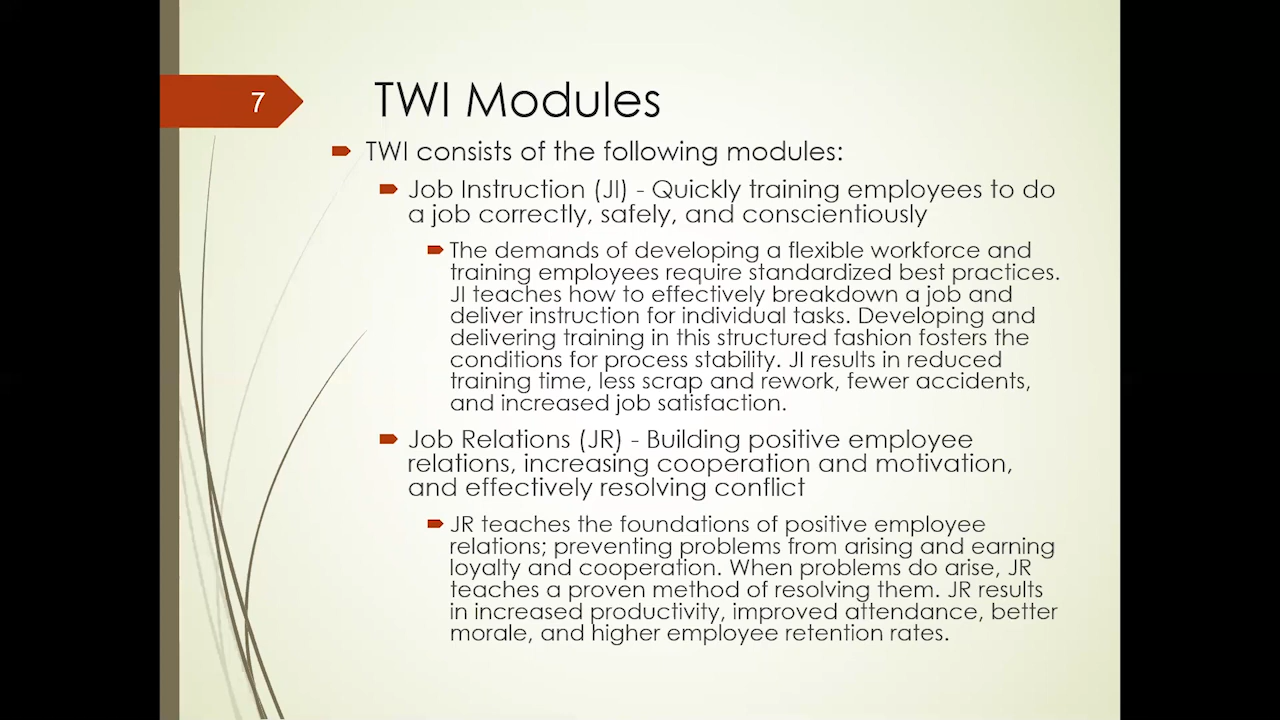 7
TWI Modules
TWI consists of the following modules:
Job Instruction (JI) - Quickly training employees to do
a job correctly, safely, and conscientiously
The demands of developing a flexible workforce and
training employees require standardized best practices.
JI teaches how to effectively breakdown a job and
deliver instruction for individual tasks. Developing and
delivering training in this structured fashion fosters the
conditions for process stability. JI results in reduced
training time, less scrap and rework, fewer accidents,
and increased job satisfaction.
Job Relations (JR) - Building positive employee
relations, increasing cooperation and motivation,
and effectively resolving conflict
JR teaches the foundations of positive employee
relations; preventing problems from arising and earning
loyalty and cooperation. When problems do arise, JR
teaches a proven method of resolving them. JR results
in increased productivity, improved attendance, better
morale, and higher employee retention rates.